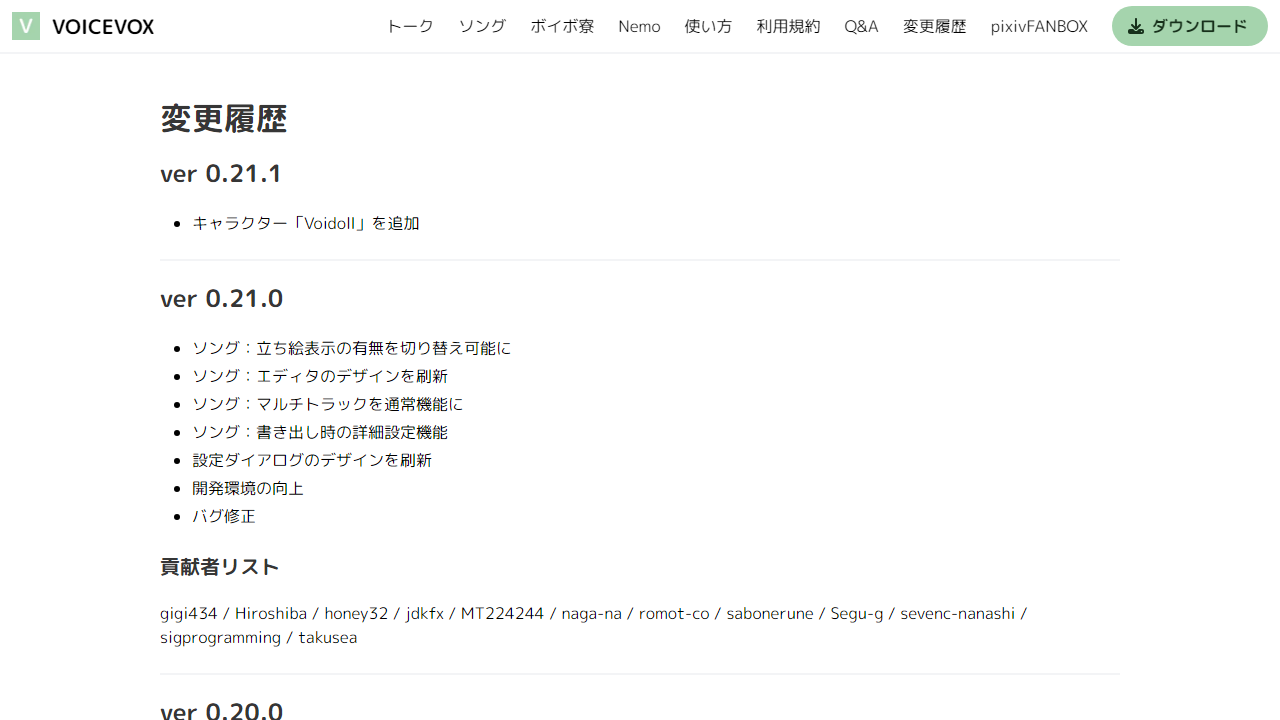 V VOICEVOX トーク ソング ボイボ寮 Nemo 使い方 利用規約 Q&A 変更履歴 pixivFANBOX ダウンロード
変更履歴
ver 0.21.1
キャラクター「Voidoll」を追加
ver 0.21.0
ソング：立ち絵表示の有無を切り替え可能に
ソング：エディタのデザインを刷新
ソング：マルチトラックを通常機能に
ソング：書き出し時の詳細設定機能
設定ダイアログのデザインを刷新
開発環境の向上
バグ修正
貢献者リスト
gigi434 / Hiroshiba / honey32 / jdkfx / MT224244 / naga-na / romot-co / sabonerune / Segu-g / sevenc-nanashi /
sigprogramming / takusea
ver 0.20.0